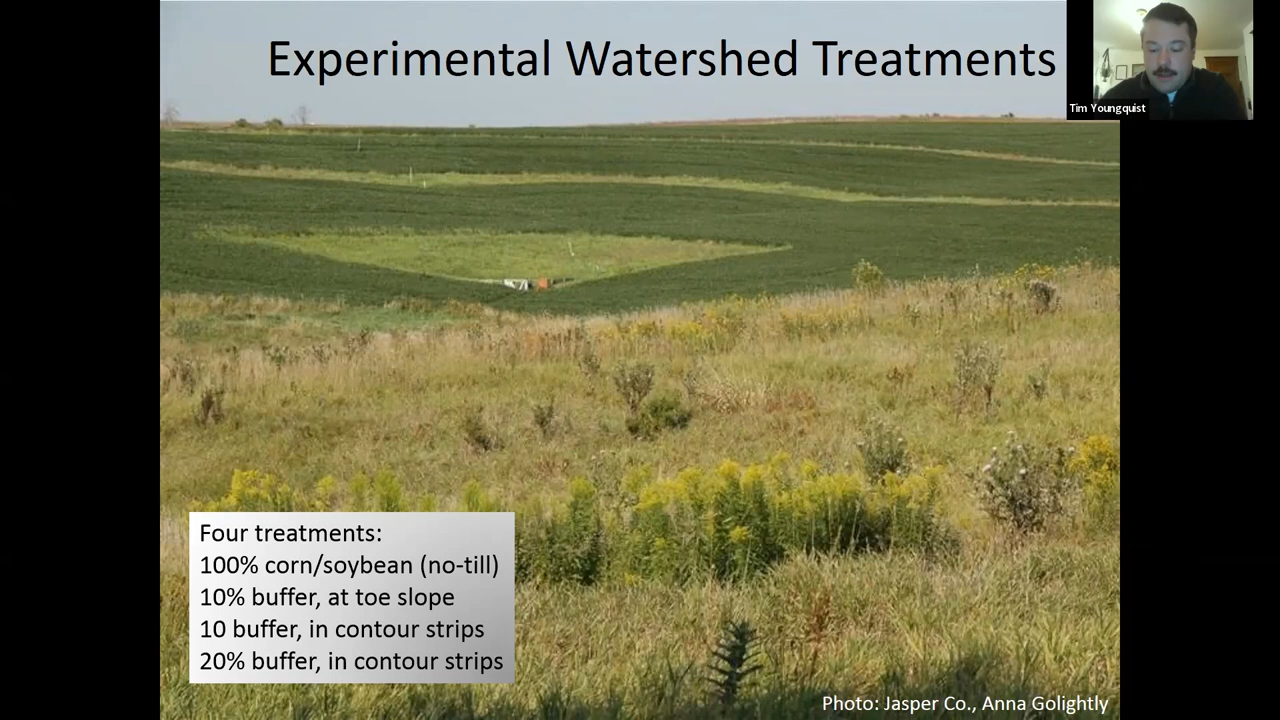 Experimental Watershed Treatments
Tim Youngquist
Four treatments:
100% corn/soybean (no-till)
10% buffer, at toe slope
10 buffer, in contour strips
20% buffer, in contour strips
Photo: Jasper Co., Anna Golightly